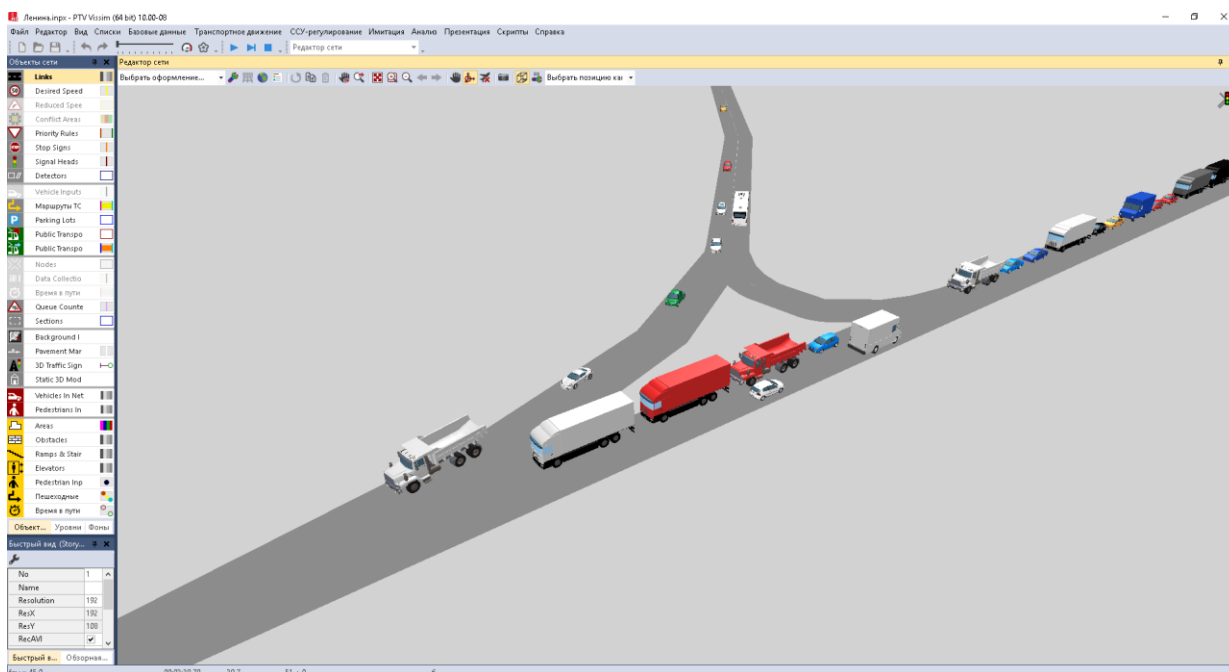 Ленина.inpx - PTV Vissim (64 bit) 10.00-08
Файл Редактор Вид Списки Базовые данные Транспортное движение ССУ-регулирование Имитация Анализ Презентация Скрипты Справка
Редактор сети
Объекты сети
Редактор сети
Links
Выбрать оформление...
Выбрать позицию кам
Desired Speed
Reduced Spee
Conflict Areas
Priority Rules
Stop Signs
Signal Heads
Detectors
Vehicle Inputs
Маршруты ТС
Parking Lots
Public Transpo
Public Transpo
Nodes
Data Collectio
Время в пути
Queue Counte
Sections
Background I
Pavement Mar
3D Traffic Sign
Static 3D Mod
Vehicles In Net
Pedestrians In
Areas
Obstacles
Ramps & Stair
Elevators
Pedestrian Inp
Пешеходные
Время в пути
Объект... Уровни Фоны
Быстрый вид (Story...
No 1
Name
Resolution 192
ResX 192
ResY 108
RecAVI
Быстрый в... Обзорная...